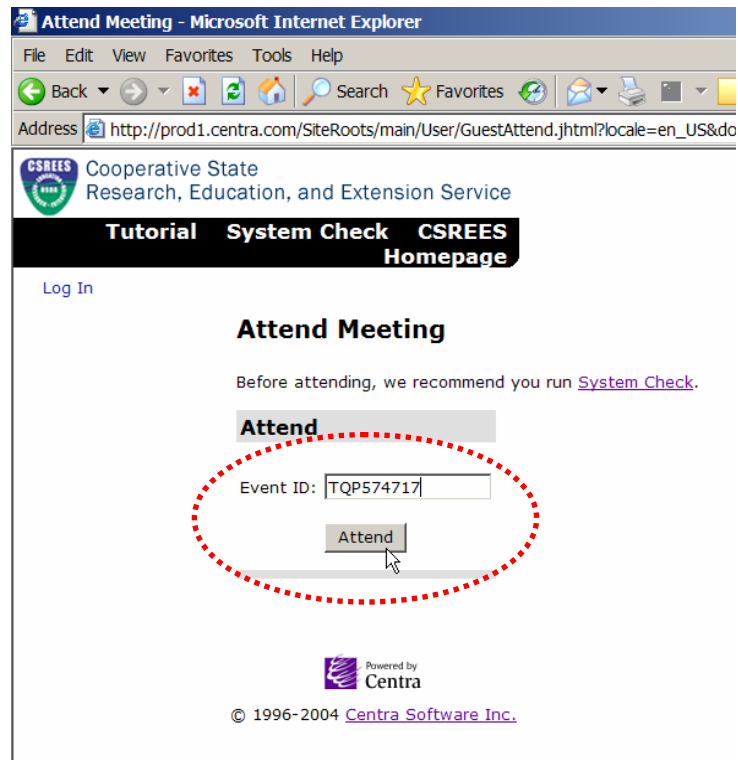 Attend Meeting - Microsoft Internet Explorer
File Edit View Favorites Tools Help
Back Search Favorites
Address http://prod1.centra.com/SiteRoots/main/User/GuestAttend.jhtml?locale=en_US&do
CSREES Cooperative State
Research, Education, and Extension Service
Tutorial System Check CSREES
Homepage
Log In
Attend Meeting
Before attending, we recommend you run System Check.
Attend
Event ID: TQP574717
Attend
Powered by
Centra
© 1996-2004 Centra Software Inc.